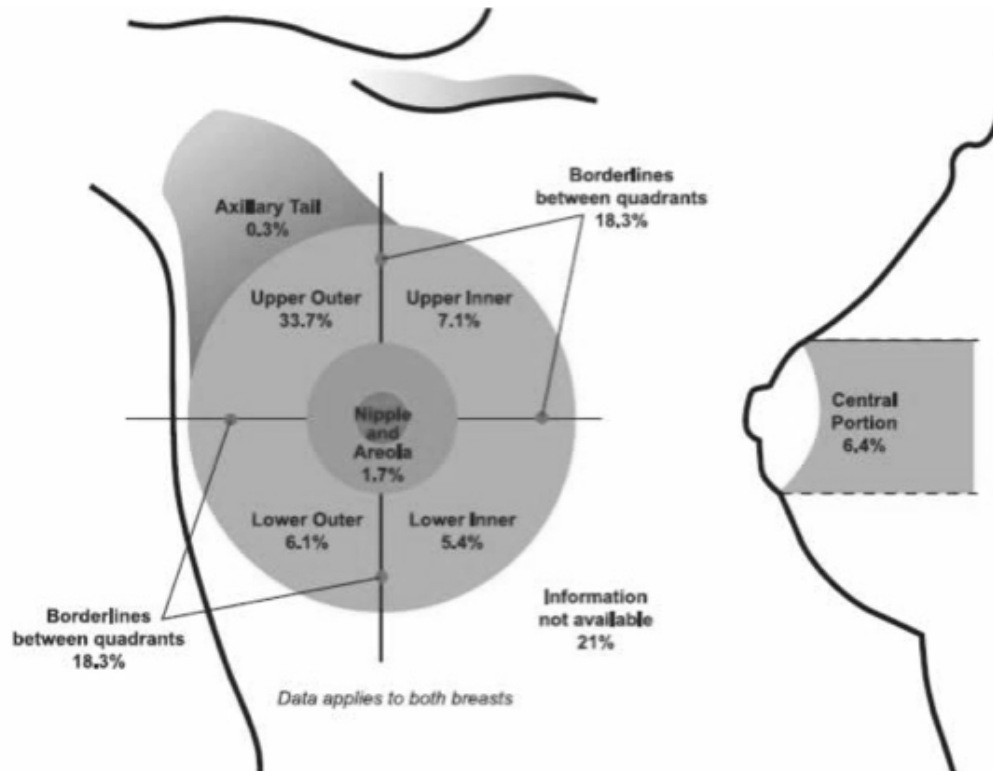 Borderlines
between quadrants
18.3%
Axillary Tail
0.3%
Upper Outer
33.7%
Upper Inner
7.1%
Nipple
and
Areola
1.7%
Central
Portion
6.4%
Lower Outer
6.1%
Lower Inner
5.4%
Information
not available
21%
Borderlines
between quadrants
18.3%
Data applies to both breasts